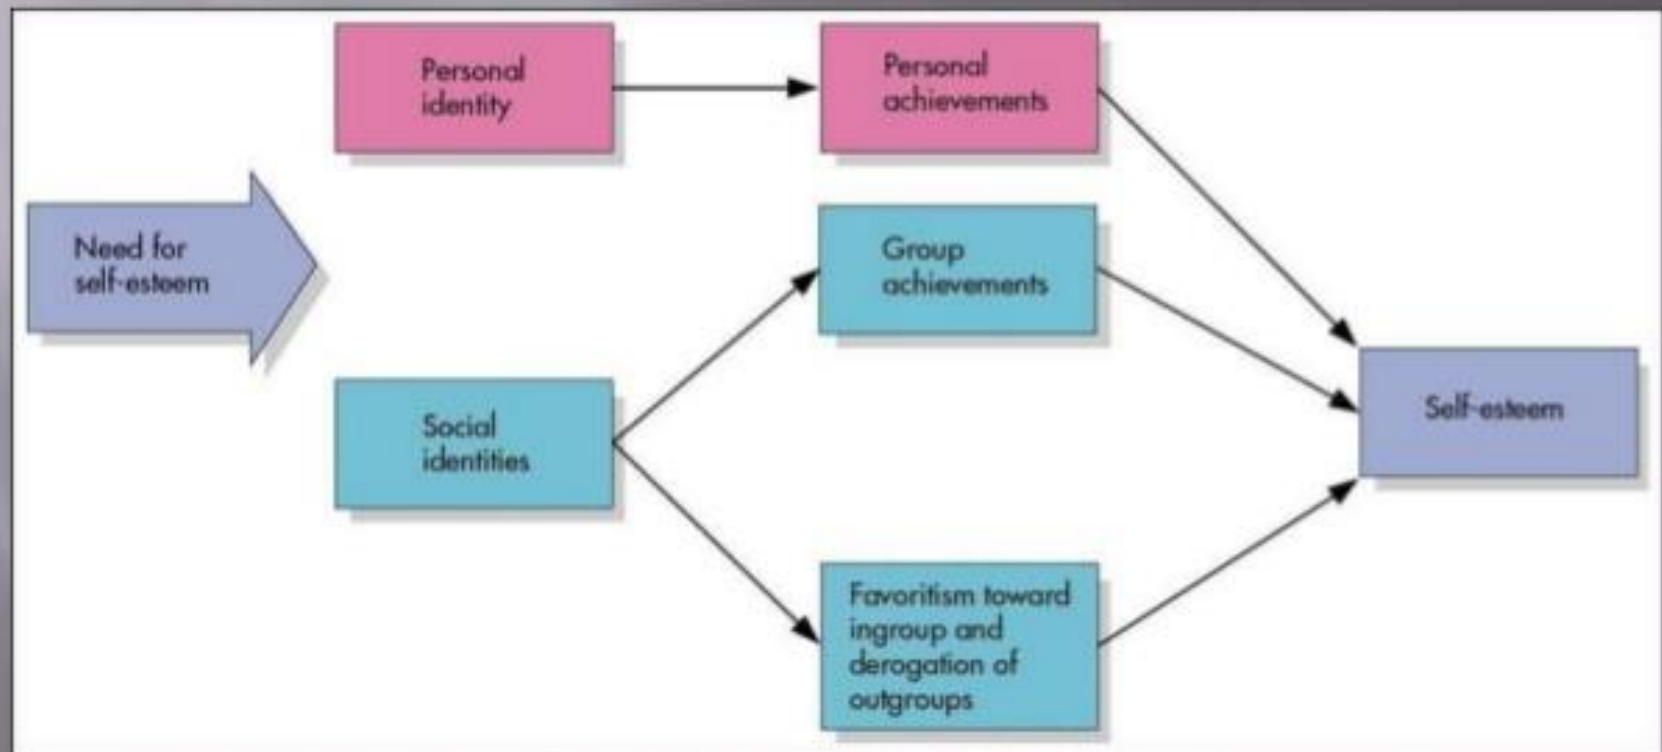 Personal
identity
Personal
achievements
Need for
self-esteem
Group
achievements
Social
identities
Self-esteem
Favoritism toward
ingroup and
derogation of
outgroups